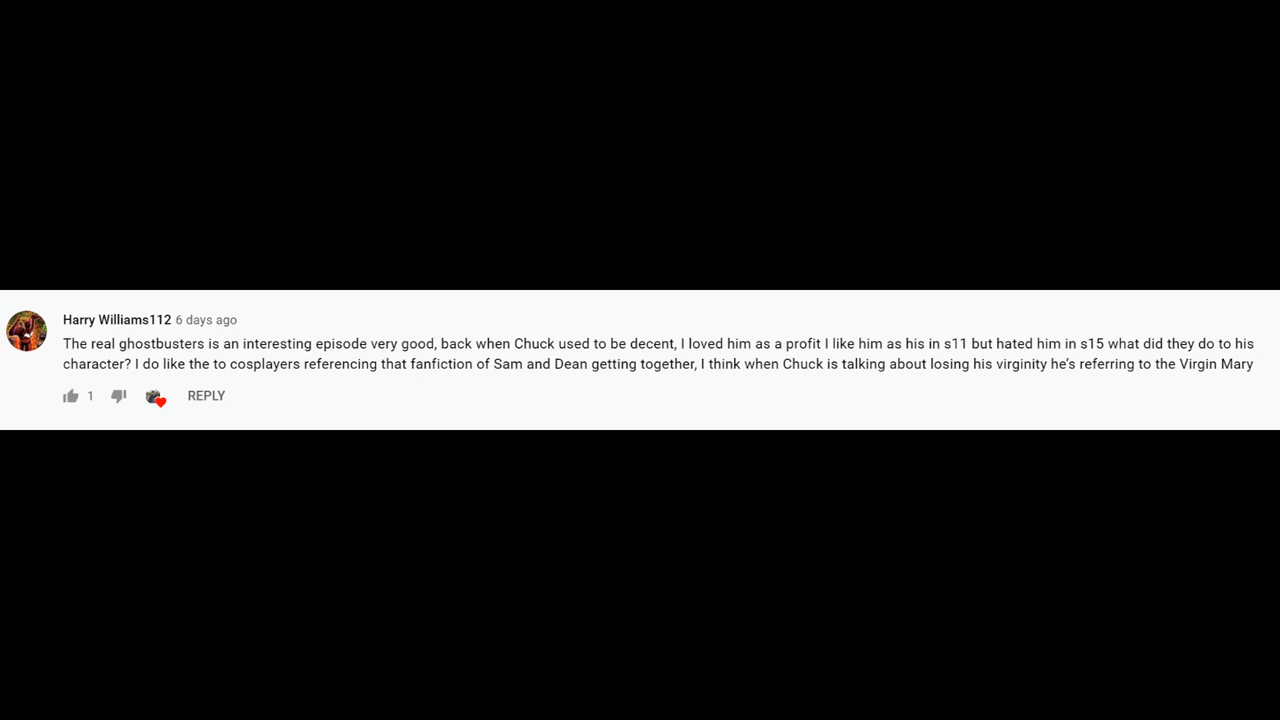 Harry Williams112 6 days ago
The real ghostbusters is an interesting episode very good, back when Chuck used to be decent, I loved him as a profit I like him as his in s11 but hated him in s15 what did they do to his
character? I do like the to cosplayers referencing that fanfiction of Sam and Dean getting together, I think when Chuck is talking about losing his virginity he’s referring to the Virgin Mary
1 REPLY